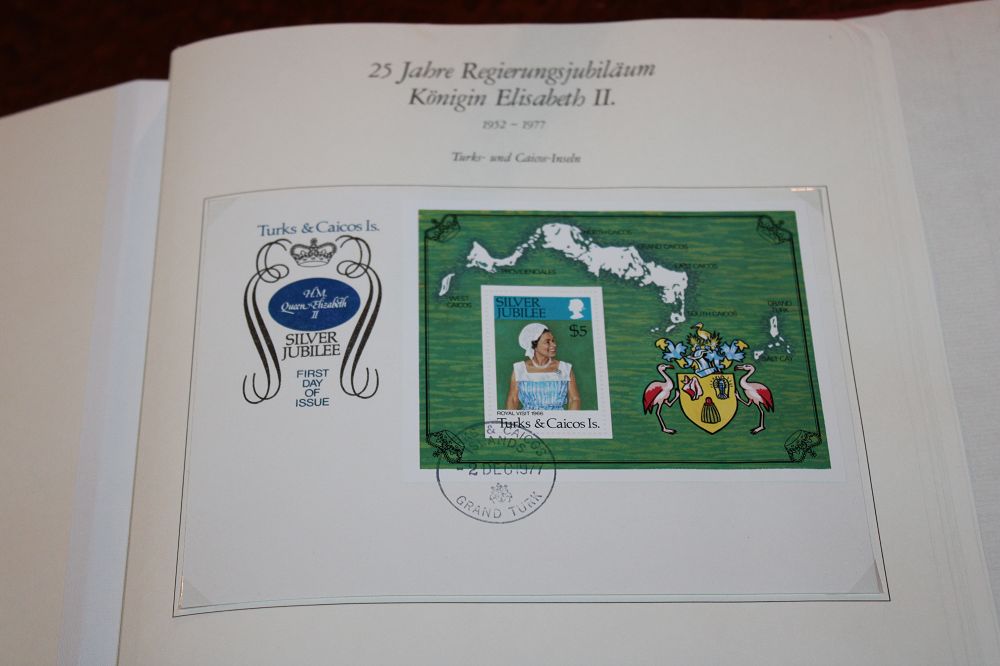 25 Jahre Regierungsjubiläum
Königin Elisabeth II.
1952 - 1977
Turks- und Caicos-Inseln
Turks & Caicos Is.
H.M.
Queen Elizabeth
II
SILVER
JUBILEE
FIRST
DAY
OF
ISSUE
NORTH CAICOS
GRAND CAICOS
EAST CAICOS
PROVIDENCIALES
WEST
CAICOS
SOUTH CAICOS
GRAND
TURK
SALT CAY
SILVER
JUBILEE
$5
ROYAL VISIT 1966
Turks & Caicos Is.
& CAICOS
ISLANDS
-2 DEC 1977
GRAND TURK